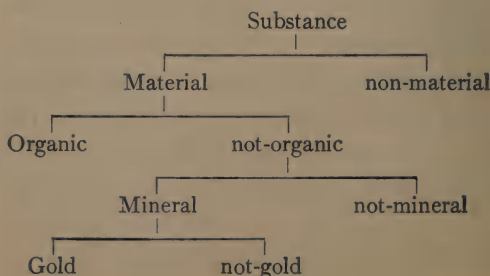 Substance
Material non-material
Organic not-organic
Mineral not-mineral
Gold not-gold